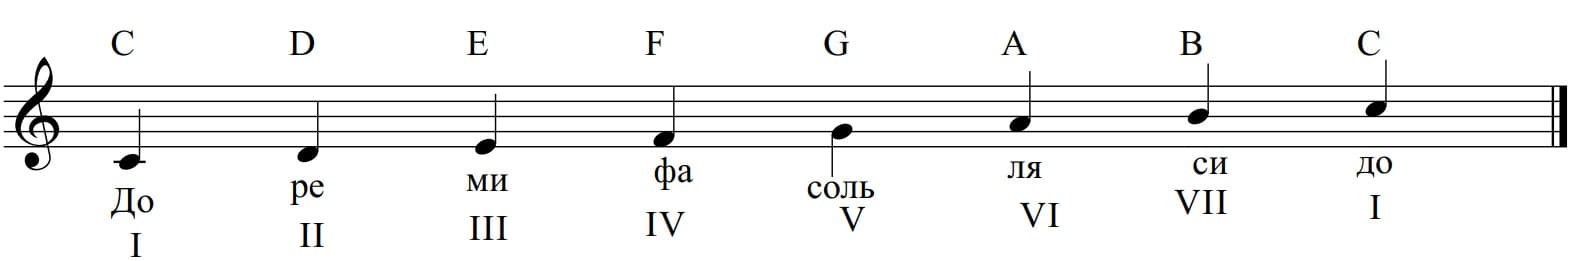 C D E F G A B C
До ре ми фа соль ля си до
I II III IV V VI VII I